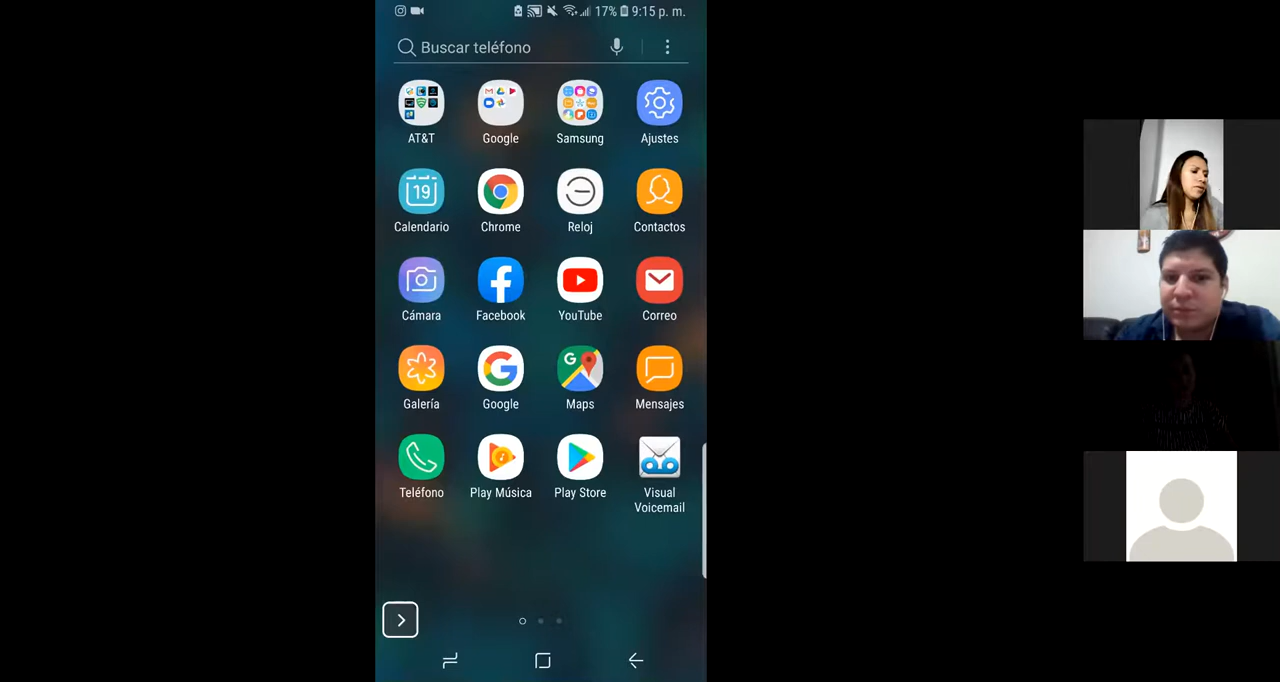 17% 9:15 p. m.
Buscar teléfono
AT&T Google Samsung Ajustes
19
Calendario Chrome Reloj Contactos
Cámara Facebook YouTube Correo
Galería Google Maps Mensajes
Teléfono Play Música Play Store Visual
Voicemail